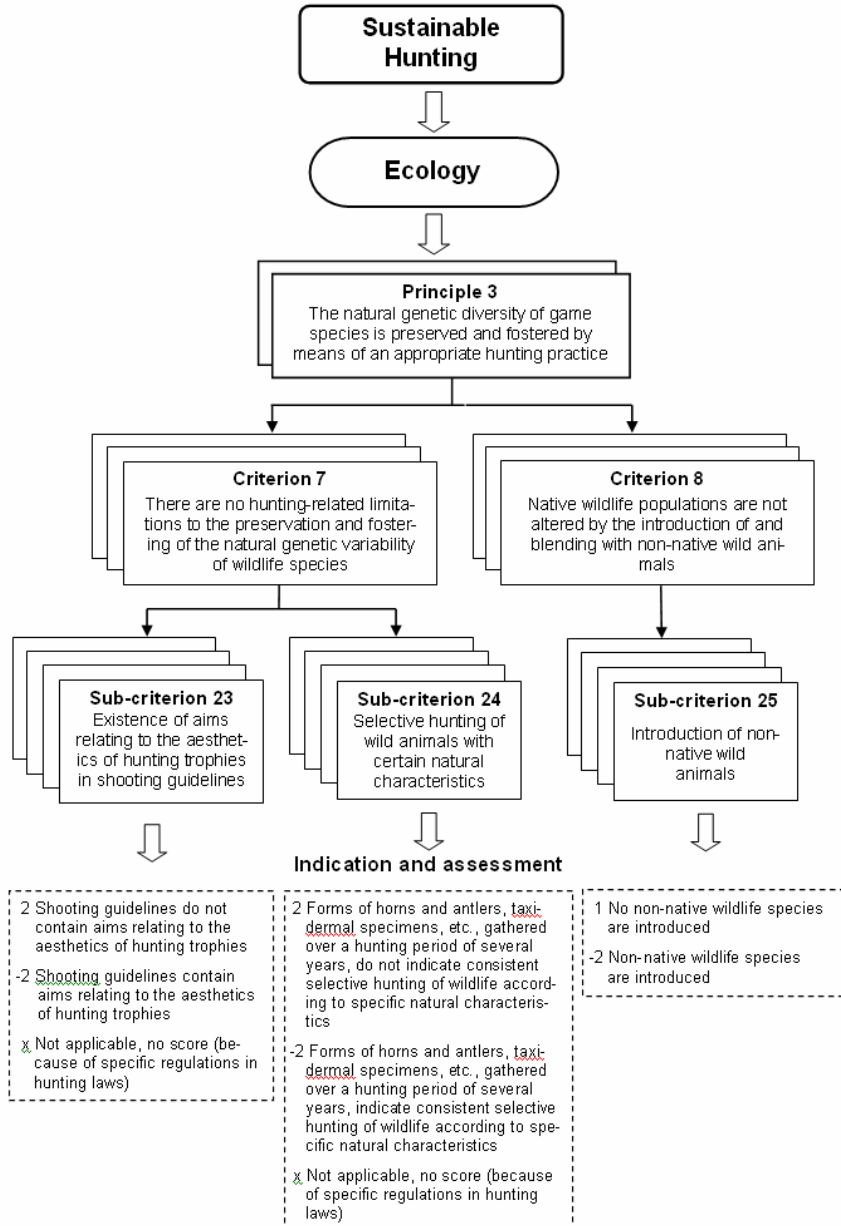 Sustainable
Hunting
Ecology
Principle 3
The natural genetic diversity of game
species is preserved and fostered by
means of an appropriate hunting practice
Criterion 7
There are no hunting-related limita-
tions to the preservation and foster-
ing of the natural genetic variability
of wildlife species
Criterion 8
Native wildlife populations are not
altered by the introduction of and
blending with non-native wild ani-
mals
Sub-criterion 23
Existence of aims
relating to the aesthet-
ics of hunting trophies
in shooting guidelines
Sub-criterion 24
Selective hunting of
wild animals with
certain natural
characteristics
Sub-criterion 25
Introduction of non-
native wild
animals
Indication and assessment
2 Shooting guidelines do not
contain aims relating to the
aesthetics of hunting trophies
-2 Shooting guidelines contain
aims relating to the aesthetics
of hunting trophies
x Not applicable, no score (be-
cause of specific regulations in
hunting laws)
2 Forms of horns and antlers, taxi-
dermal specimens, etc., gathered
over a hunting period of several
years, do not indicate consistent
selective hunting of wildlife accord-
ing to specific natural characteris-
tics
-2 Forms of horns and antlers, taxi-
dermal specimens, etc., gathered
over a hunting period of several
years, indicate consistent selective
hunting of wildlife according to spe-
cific natural characteristics
x Not applicable, no score (because
of specific regulations in hunting
laws)
1 No non-native wildlife species
are introduced
-2 Non-native wildlife species
are introduced